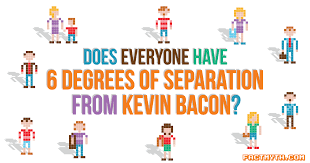 DOES EVERYONE HAVE
6 DEGREES OF SEPARATION
FROM KEVIN BACON?
FACTMYTH.COM